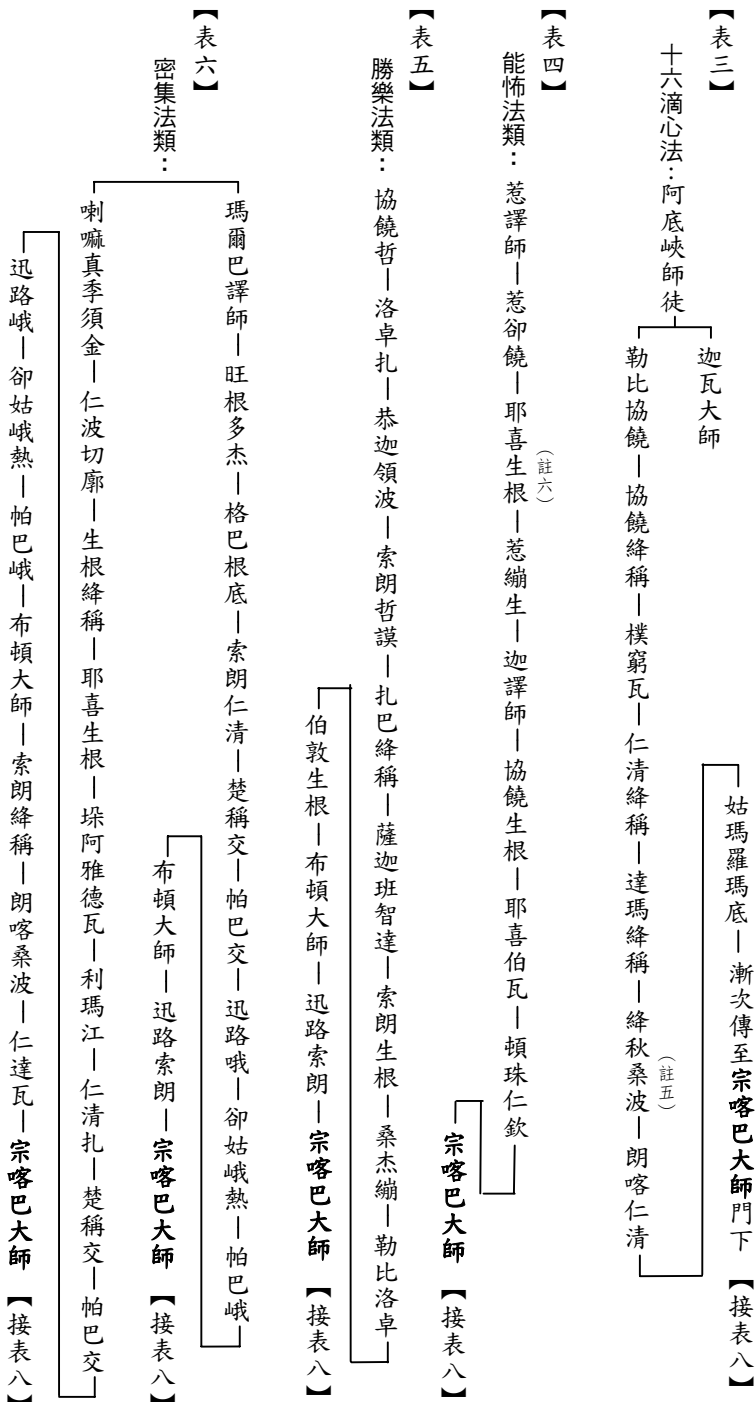 【表三】
十六滴心法：阿底峽師徒
迦瓦大師
勒比協饒－協饒絳稱－樸窮瓦－仁清絳稱－達瑪絳稱－絳秋桑波－朗喀仁清
（註五）
姑瑪羅瑪底－漸次傳至宗喀巴大師門下 【接表八】
【表四】
能怖法類：惹譯師－惹卻饒－耶喜生根－惹繃生－迦譯師－協饒生根－耶喜伯瓦－頓珠仁欽
（註六）
宗喀巴大師 【接表八】
【表五】
勝樂法類：協饒哲－洛卓扎－恭迦領波－索朗哲謨－扎巴絳稱－薩迦班智達－索朗生根－桑杰繃－勒比洛卓
伯敦生根－布頓大師－迅路索朗－宗喀巴大師 【接表八】
【表六】
密集法類：
瑪爾巴譯師－旺根多杰－格巴根底－索朗仁清－楚稱交－帕巴交－迅路哦－卻姑峨熱－帕巴峨
布頓大師－迅路索朗－宗喀巴大師 【接表八】
喇嘛真季須金－仁波切廓－生根絳稱－耶喜生根－垛阿雅德瓦－利瑪江－仁清扎－楚稱交－帕巴交
迅路峨－卻姑峨熱－帕巴峨－布頓大師－索朗絳稱－朗喀桑波－仁達瓦－宗喀巴大師 【接表八】